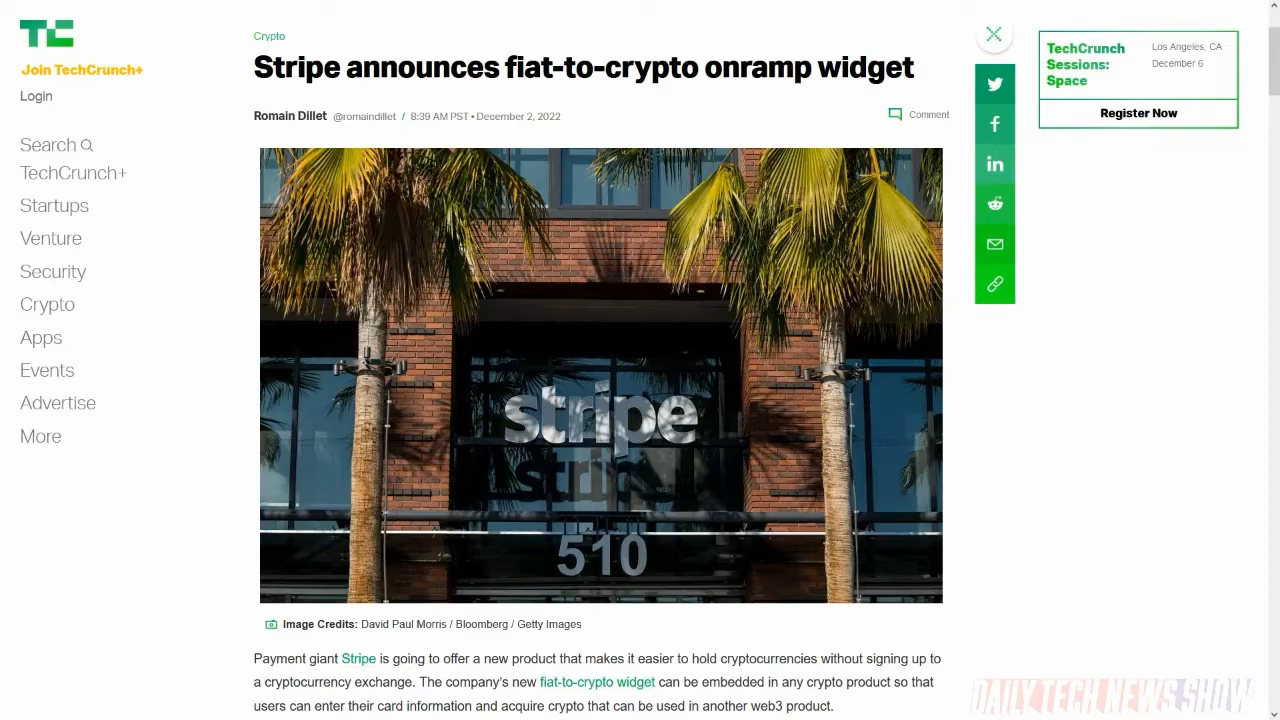 TC
Join TechCrunch+
Login
Search
TechCrunch+
Startups
Venture
Security
Crypto
Apps
Events
Advertise
More
Crypto
Stripe announces fiat-to-crypto onramp widget
Romain Dillet @romaindillet / 8:39 AM PST • December 2, 2022
Comment
stripe
510
Image Credits: David Paul Morris / Bloomberg / Getty Images
Payment giant Stripe is going to offer a new product that makes it easier to hold cryptocurrencies without signing up to
a cryptocurrency exchange. The company's new fiat-to-crypto widget can be embedded in any crypto product so that
users can enter their card information and acquire crypto that can be used in another web3 product.
TechCrunch
Sessions:
Space
Los Angeles, CA
December 6
Register Now
DAILY TECH NEWS SHOW